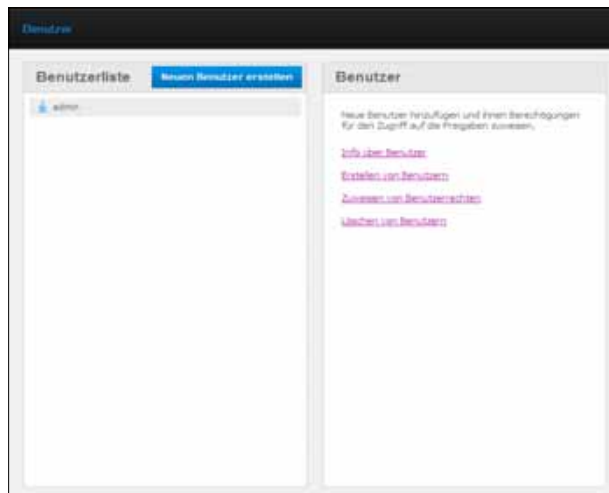 Benutzer
Benutzerliste
Neuen Benutzer erstellen
admin
Benutzer
Neue Benutzer hinzufügen und ihnen Berechtigungen
für den Zugriff auf die Freigaben zuweisen.
Info über Benutzer
Erstellen von Benutzern
Zuweisen von Benutzerrechten
Löschen von Benutzern